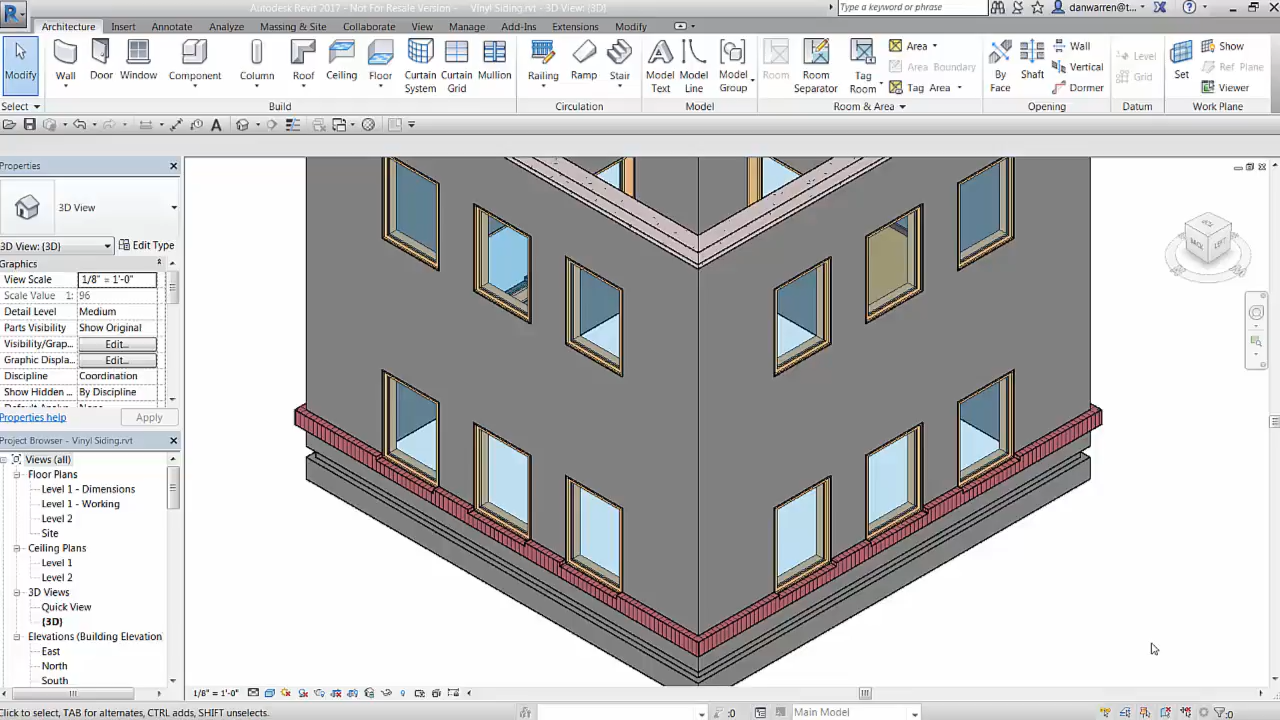 Autodesk Revit 2017 - Not For Resale Version - Vinyl Siding.rvt - 3D View: {3D}
Type a keyword or phrase
danwarren@t...
Architecture Insert Annotate Analyze Massing & Site Collaborate View Manage Add-Ins Extensions Modify
Modify Wall Door Window Component Column Roof Ceiling Floor Curtain System Curtain Grid Mullion Railing Ramp Stair Model Text Model Line Model Group Room Room Separator Tag Room Area Area Boundary Tag Area By Face Shaft Wall Vertical Dormer Level Grid Set Show Ref Plane Viewer
Select Build Circulation Model Room & Area Opening Datum Work Plane
Properties
3D View
3D View: {3D} Edit Type
Graphics
View Scale 1/8" = 1'-0"
Scale Value 1: 96
Detail Level Medium
Parts Visibility Show Original
Visibility/Grap... Edit...
Graphic Displa... Edit...
Discipline Coordination
Show Hidden ... By Discipline
Properties help Apply
Project Browser - Vinyl Siding.rvt
Views (all)
Floor Plans
Level 1 - Dimensions
Level 1 - Working
Level 2
Site
Ceiling Plans
Level 1
Level 2
3D Views
Quick View
{3D}
Elevations (Building Elevation
East
North
South
BACK LEFT
1/8" = 1'-0"
Click to select, TAB for alternates, CTRL adds, SHIFT unselects.
:0 Main Model :0